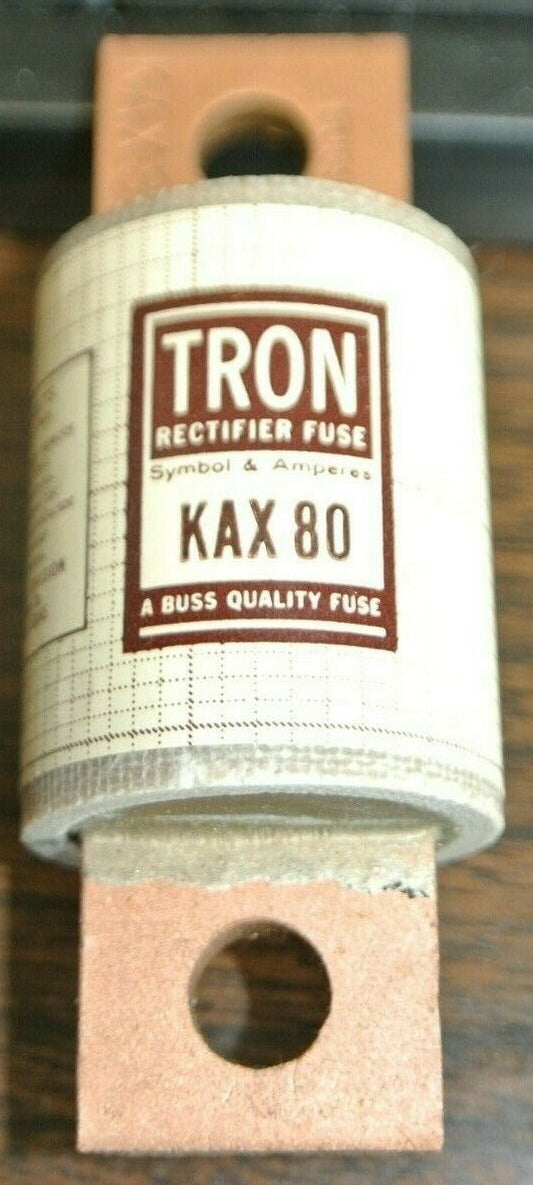 TRON
RECTIFIER FUSE
Symbol & Amperes
KAX 80
A BUSS QUALITY FUSE